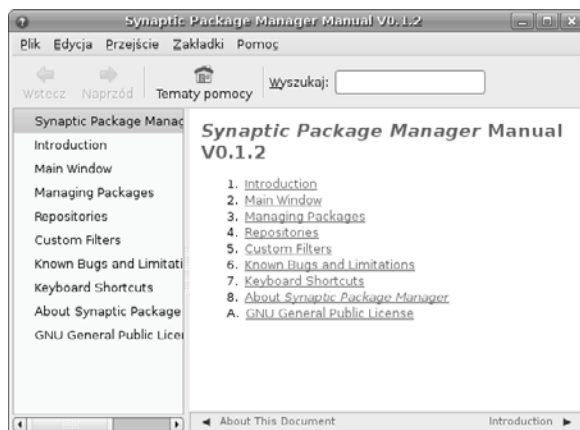 Synaptic Package Manager Manual V0.1.2
Plik Edycja Przejście Zakładki Pomoc
Wstecz Naprzód Tematy pomocy Wyszukaj:
Synaptic Package Manag
Introduction
Main Window
Managing Packages
Repositories
Custom Filters
Known Bugs and Limitati
Keyboard Shortcuts
About Synaptic Package
GNU General Public Licen
Synaptic Package Manager Manual
V0.1.2
1. Introduction
2. Main Window
3. Managing Packages
4. Repositories
5. Custom Filters
6. Known Bugs and Limitations
7. Keyboard Shortcuts
8. About Synaptic Package Manager
A. GNU General Public License
About This Document Introduction